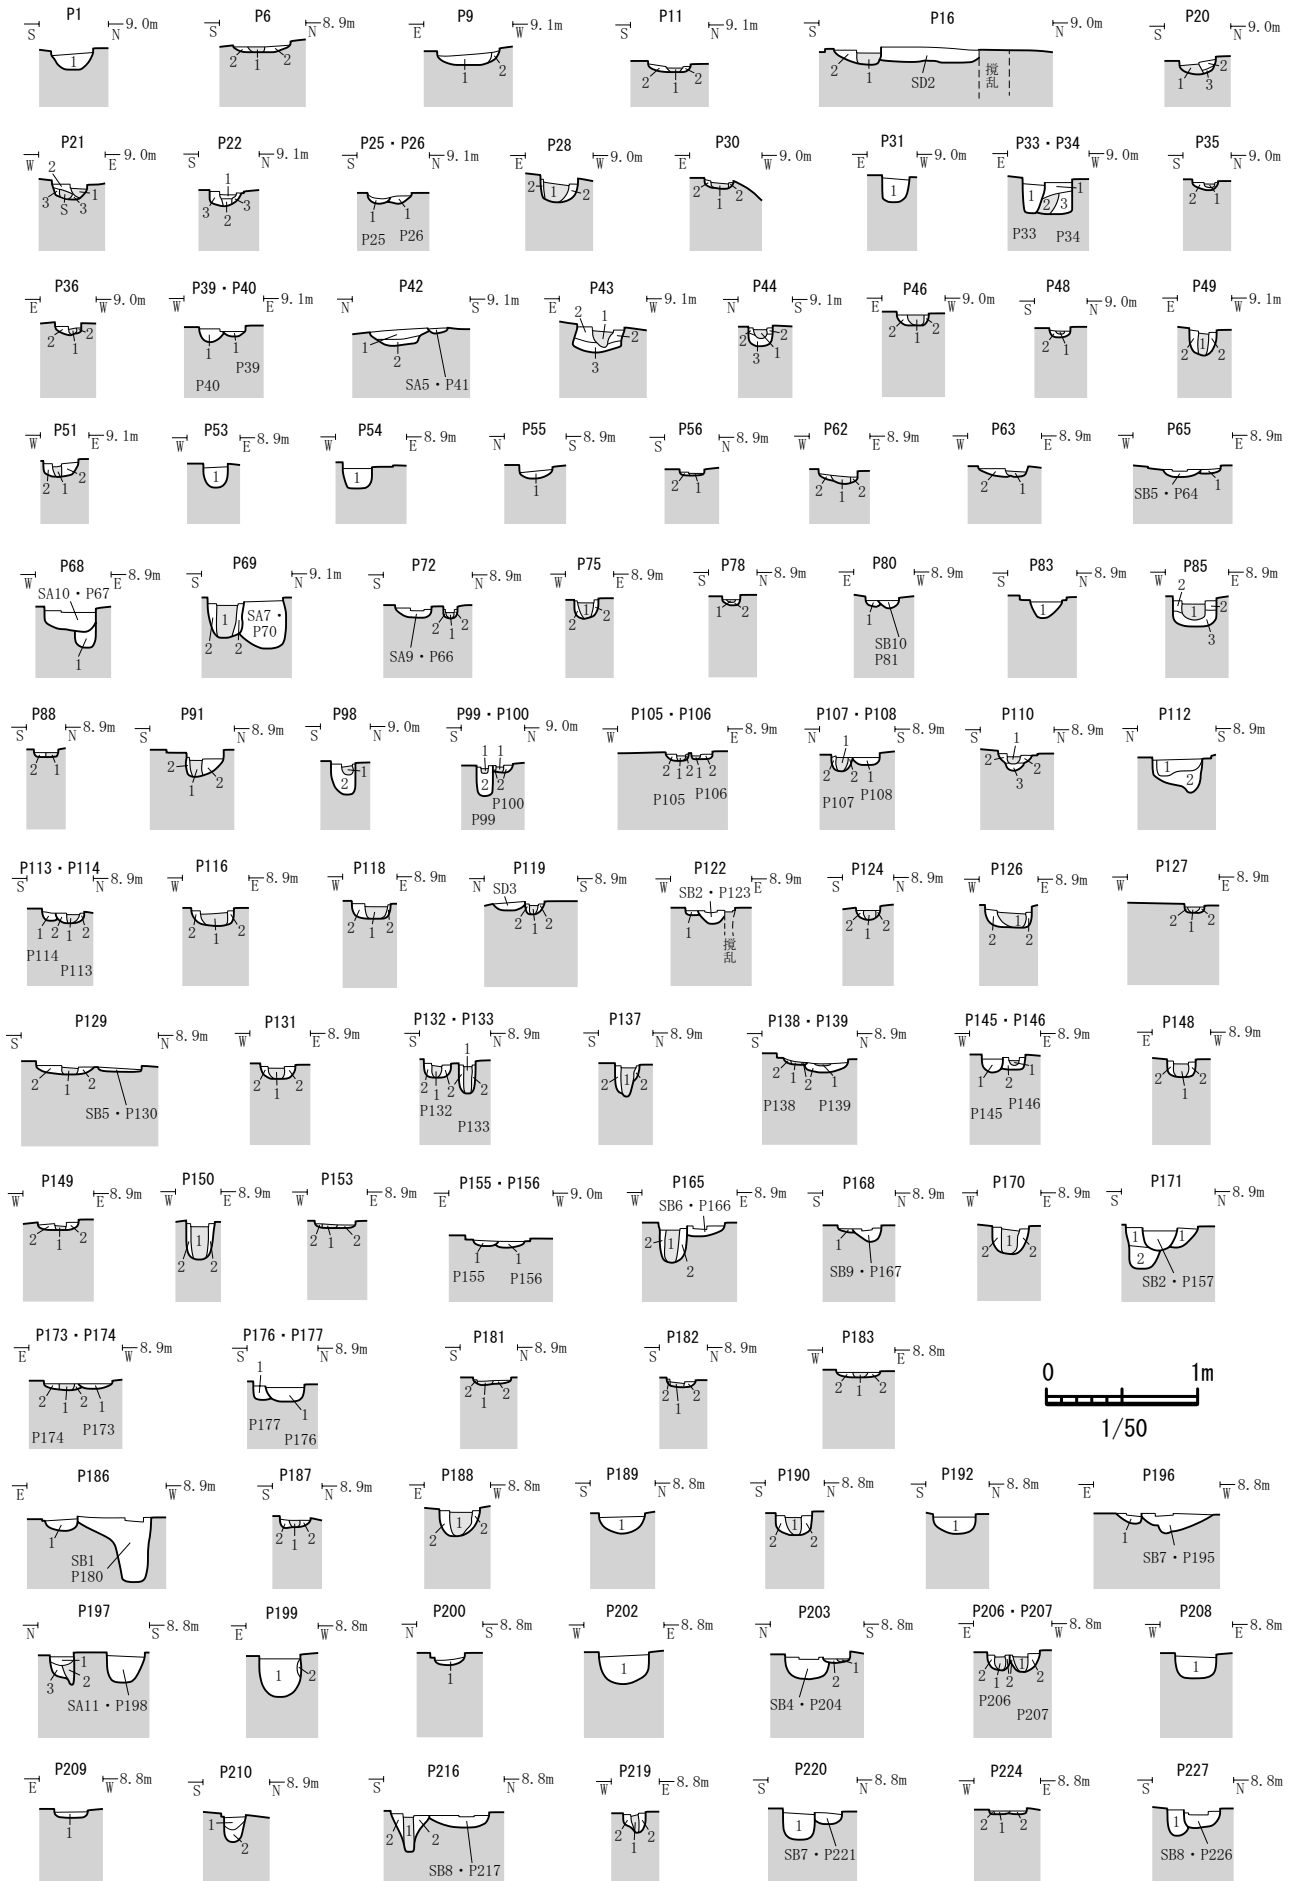 P1
S N 9.0m
1
P6
S N 8.9m
2 1 2
P9
E W 9.1m
1 2
P11
S N 9.1m
2 1 2
P16
S N 9.0m
2 1 SD2 撹乱
P20
S N 9.0m
1 3 2
P21
W E 9.0m
2 3 S 3 1
P22
S N 9.1m
1 3 2 3
P25・P26
S N 9.1m
1 1
P25 P26
P28
E W 9.0m
2 1 2
P30
E W 9.0m
2 1 2
P31
E W 9.0m
1
P33・P34
E W 9.0m
1 2 3 1
P33 P34
P35
S N 9.0m
2 1
P36
E W 9.0m
2 1 2
P39・P40
W E 9.1m
1 1
P40 P39
P42
N S 9.1m
1 2
SA5・P41
P43
E W 9.1m
2 1 2 3
P44
N S 9.1m
2 3 1 2
P46
E W 9.0m
2 1 2
P48
S N 9.0m
2 1
P49
E W 9.1m
2 1 2
P51
W E 9.1m
2 1 2
P53
W E 8.9m
1
P54
W E 8.9m
1
P55
N S 8.9m
1
P56
S N 8.9m
2 1
P62
W E 8.9m
2 1 2
P63
W E 8.9m
2 1
P65
W E 8.9m
SB5・P64 1
P68
W E 8.9m
SA10・P67
1
P69
S N 9.1m
2 1 2
SA7・P70
P72
S N 8.9m
SA9・P66
2 1 2
P75
W E 8.9m
2 1 2
P78
S N 8.9m
1 2
P80
E W 8.9m
1
SB10
P81
P83
S N 8.9m
1
P85
W E 8.9m
2 1 2 3
P88
S N 8.9m
2 1
P91
S N 8.9m
2 1 2
P98
S N 9.0m
1 2
P99・P100
S N 9.0m
1 1 2 2
P100
P99
P105・P106
W E 8.9m
2 1 2 1 2
P105 P106
P107・P108
N S 8.9m
1 2 2 1
P107 P108
P110
S N 8.9m
1 2 2 3
P112
N S 8.9m
1 2
P113・P114
S N 8.9m
1 2 1 2
P114
P113
P116
W E 8.9m
2 1 2
P118
W E 8.9m
2 1 2
P119
N S 8.9m
SD3
2 1 2
P122
W E 8.9m
SB2・P123
1 撹乱
P124
S N 8.9m
2 1 2
P126
W E 8.9m
2 1 2
P127
W E 8.9m
2 1 2
P129
S N 8.9m
2 1 2
SB5・P130
P131
W E 8.9m
2 1 2
P132・P133
S N 8.9m
1 2 1 2 2 2
P132
P133
P137
S N 8.9m
2 1 2
P138・P139
S N 8.9m
2 1 2 1
P138 P139
P145・P146
W E 8.9m
1 2 1
P145 P146
P148
E W 8.9m
2 1 2
P149
W E 8.9m
2 1 2
P150
W E 8.9m
2 1 2
P153
W E 8.9m
2 1 2
P155・P156
E W 9.0m
1 1
P155 P156
P165
W E 8.9m
SB6・P166
2 1 2
P168
S N 8.9m
1
SB9・P167
P170
W E 8.9m
2 1 2
P171
S N 8.9m
1 1 2
SB2・P157
P173・P174
E W 8.9m
2 1 2 1
P174 P173
P176・P177
S N 8.9m
1 1
P177
P176
P181
S N 8.9m
2 1 2
P182
S N 8.9m
2 1 2
P183
W E 8.8m
2 1 2
0 1m
1/50
P186
E W 8.9m
1
SB1
P180
P187
S N 8.9m
2 1 2
P188
E W 8.8m
2 1 2
P189
S N 8.8m
1
P190
S N 8.8m
2 1 2
P192
S N 8.8m
1
P196
E W 8.8m
1
SB7・P195
P197
N S 8.8m
1 2 3
SA11・P198
P199
E W 8.8m
1 2
P200
N S 8.8m
1
P202
W E 8.8m
1
P203
N S 8.8m
2 1
SB4・P204
P206・P207
E W 8.8m
2 1 2 1 2
P206
P207
P208
W E 8.8m
1
P209
E W 8.8m
1
P210
S N 8.9m
1 2
P216
S N 8.8m
2 1 2
SB8・P217
P219
W E 8.8m
2 1 2
P220
S N 8.8m
1 1
SB7・P221
P224
W E 8.8m
2 1 2
P227
S N 8.8m
1
SB8・P226